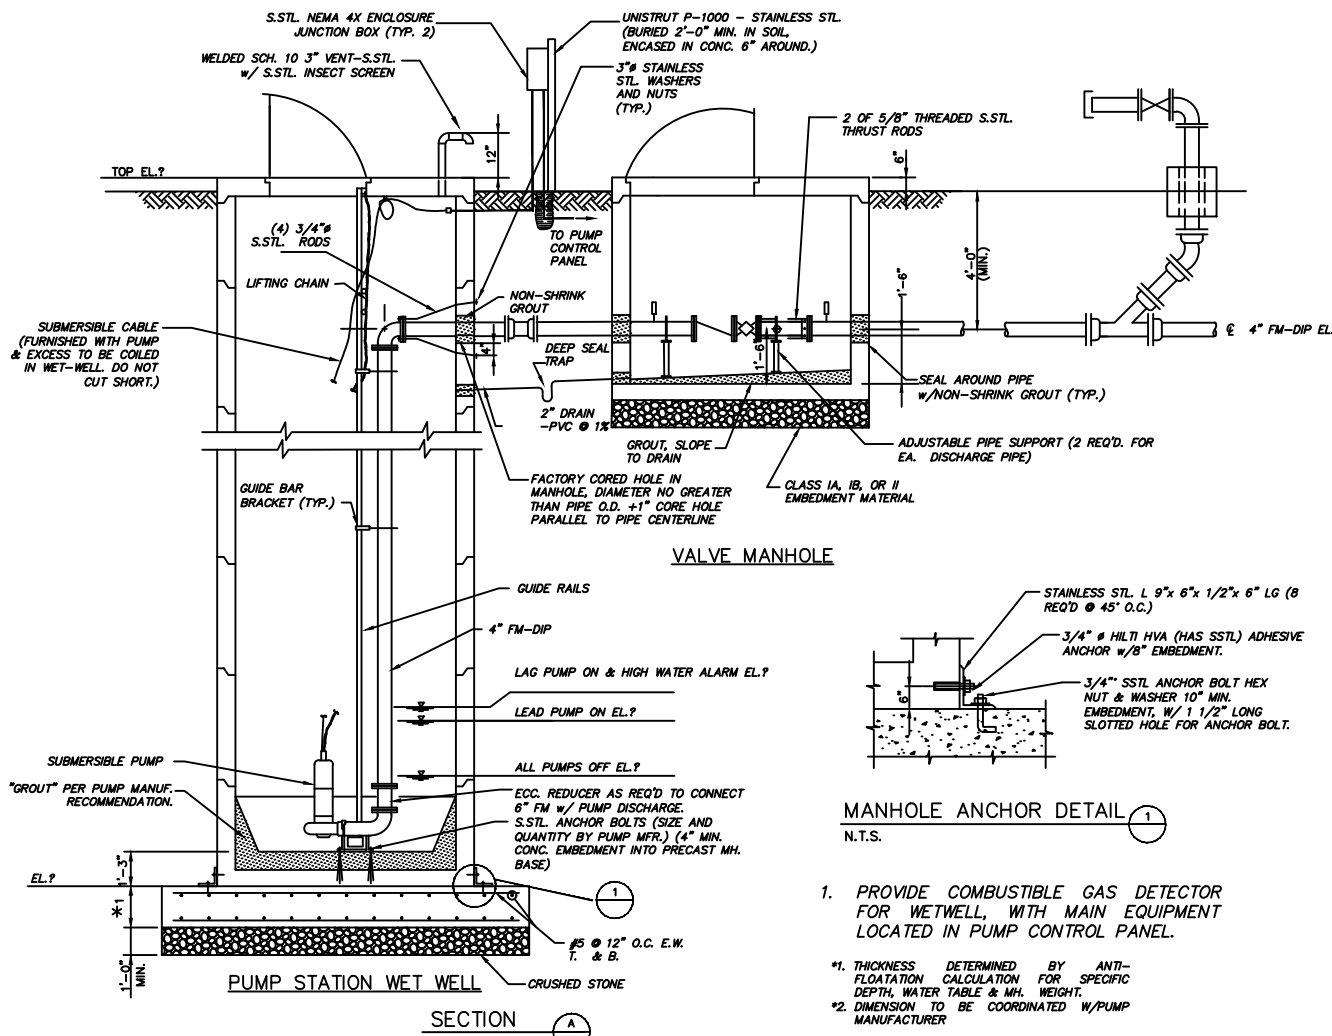 S.STL. NEMA 4X ENCLOSURE
JUNCTION BOX (TYP. 2)
UNISTRUT P-1000 - STAINLESS STL.
(BURIED 2'-0" MIN. IN SOIL,
ENCASED IN CONC. 6" AROUND.)
WELDED SCH. 10 3" VENT-S.STL.
w/ S.STL. INSECT SCREEN
3"ø STAINLESS
STL. WASHERS
AND NUTS
(TYP.)
2 OF 5/8" THREADED S.STL.
THRUST RODS
12"
6"
TOP EL.?
(4) 3/4"ø
S.STL. RODS
TO PUMP
CONTROL
PANEL
4'-0"
(MIN.)
LIFTING CHAIN
NON-SHRINK
GROUT
1'-6"
SUBMERSIBLE CABLE
(FURNISHED WITH PUMP
& EXCESS TO BE COILED
IN WET-WELL. DO NOT
CUT SHORT.)
4"
DEEP SEAL
TRAP
1'-6"
℄ 4" FM-DIP EL.
SEAL AROUND PIPE
w/NON-SHRINK GROUT (TYP.)
2" DRAIN
-PVC @ 1%
GROUT, SLOPE
TO DRAIN
ADJUSTABLE PIPE SUPPORT (2 REQ'D. FOR
EA. DISCHARGE PIPE)
GUIDE BAR
BRACKET (TYP.)
FACTORY CORED HOLE IN
MANHOLE, DIAMETER NO GREATER
THAN PIPE O.D. +1" CORE HOLE
PARALLEL TO PIPE CENTERLINE
CLASS IA, IB, OR II
EMBEDMENT MATERIAL
VALVE MANHOLE
GUIDE RAILS
4" FM-DIP
LAG PUMP ON & HIGH WATER ALARM EL.?
LEAD PUMP ON EL.?
ALL PUMPS OFF EL.?
STAINLESS STL. L 9"x 6"x 1/2"x 6" LG (8
REQ'D @ 45° O.C.)
3/4" ø HILTI HVA (HAS SSTL) ADHESIVE
ANCHOR w/8" EMBEDMENT.
6"
3/4"" SSTL ANCHOR BOLT HEX
NUT & WASHER 10" MIN.
EMBEDMENT, W/ 1 1/2" LONG
SLOTTED HOLE FOR ANCHOR BOLT.
SUBMERSIBLE PUMP
"GROUT" PER PUMP MANUF.
RECOMMENDATION.
ECC. REDUCER AS REQ'D TO CONNECT
6" FM w/ PUMP DISCHARGE.
S.STL. ANCHOR BOLTS (SIZE AND
QUANTITY BY PUMP MFR.) (4" MIN.
CONC. EMBEDMENT INTO PRECAST MH.
BASE)
MANHOLE ANCHOR DETAIL 1
N.T.S.
1'-3"
EL.?
*1
1
1'-0"
MIN.
#5 @ 12" O.C. E.W.
T. & B.
CRUSHED STONE
PUMP STATION WET WELL
SECTION A
1. PROVIDE COMBUSTIBLE GAS DETECTOR
FOR WETWELL, WITH MAIN EQUIPMENT
LOCATED IN PUMP CONTROL PANEL.
*1. THICKNESS DETERMINED BY ANTI-
FLOATATION CALCULATION FOR SPECIFIC
DEPTH, WATER TABLE & MH. WEIGHT.
*2. DIMENSION TO BE COORDINATED W/PUMP
MANUFACTURER